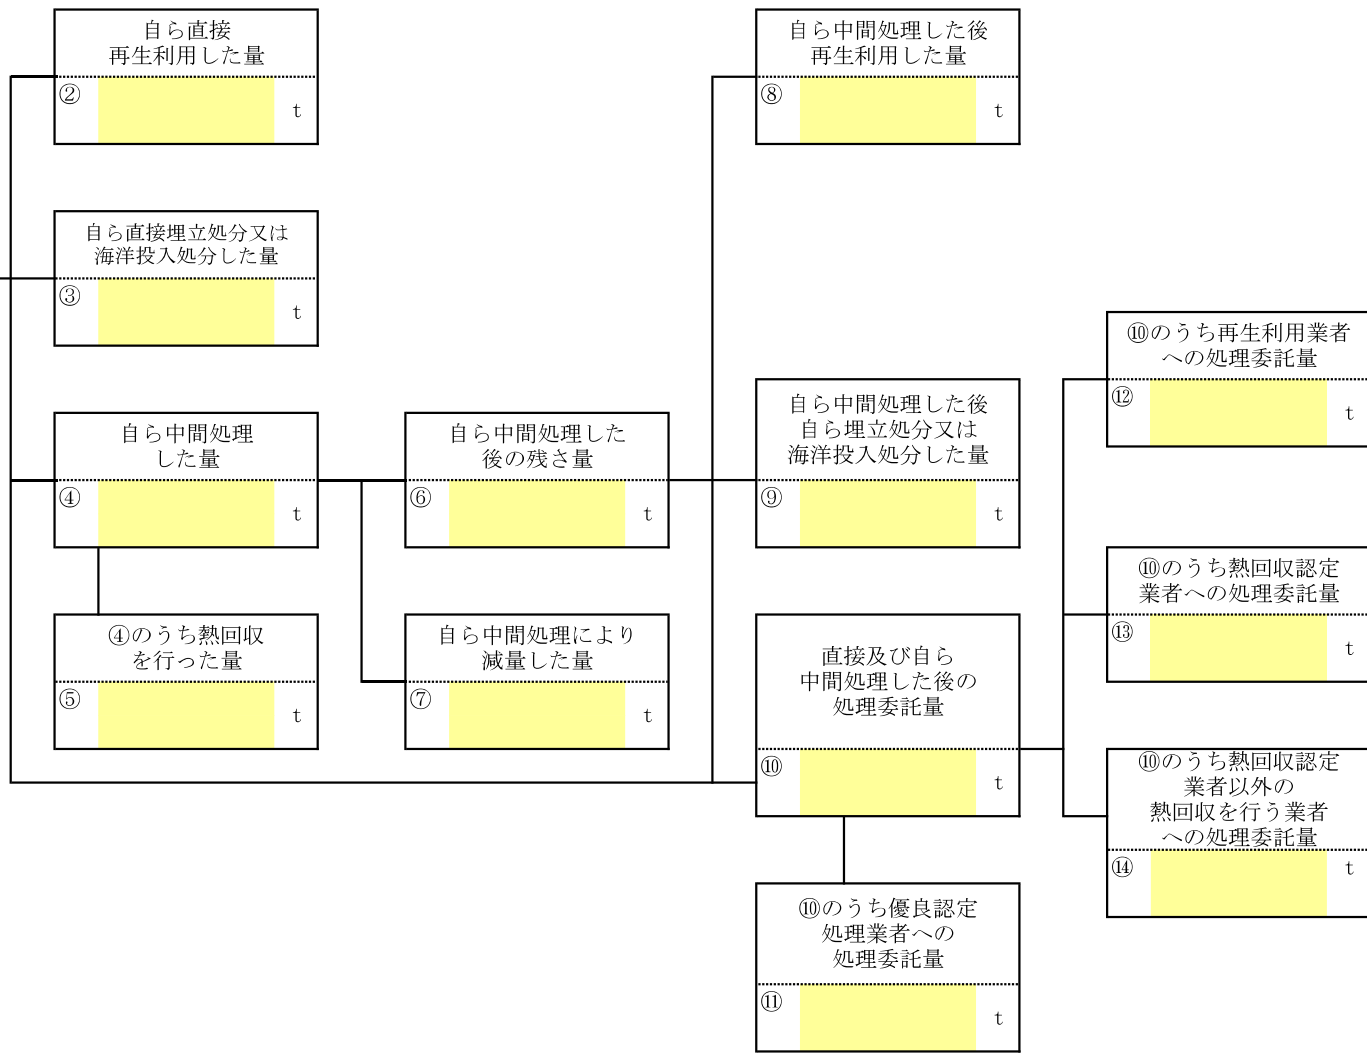 自ら直接
再生利用した量
②
t
自ら直接埋立処分又は
海洋投入処分した量
③
t
自ら中間処理
した量
④
t
④のうち熱回収
を行った量
⑤
t
自ら中間処理した
後の残さ量
⑥
t
自ら中間処理により
減量した量
⑦
t
自ら中間処理した後
再生利用した量
⑧
t
自ら中間処理した後
自ら埋立処分又は
海洋投入処分した量
⑨
t
直接及び自ら
中間処理した後の
処理委託量
⑩
t
⑩のうち優良認定
処理業者への
処理委託量
⑪
t
⑩のうち再生利用業者
への処理委託量
⑫
t
⑩のうち熱回収認定
業者への処理委託量
⑬
t
⑩のうち熱回収認定
業者以外の
熱回収を行う業者
への処理委託量
⑭
t